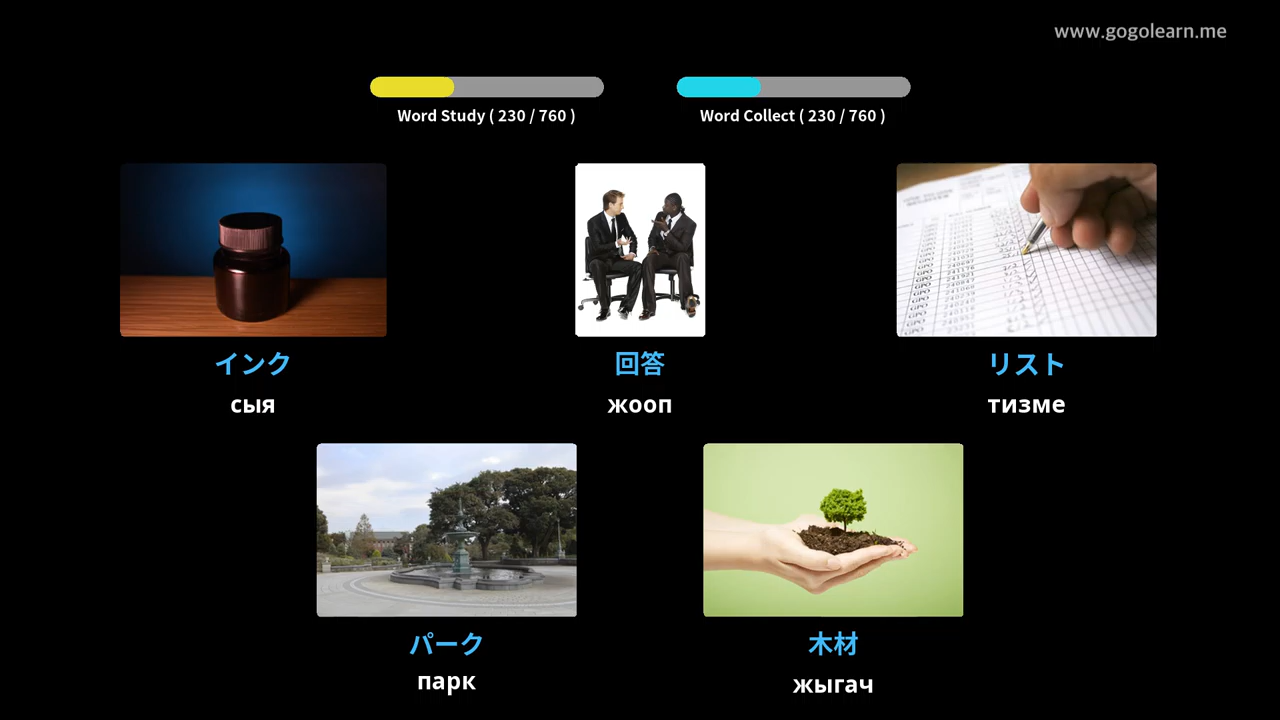 www.gogolearn.me
Word Study ( 230 / 760 )
Word Collect ( 230 / 760 )
インク
сыя
回答
жооп
リスト
тизме
パーク
парк
木材
жыгач